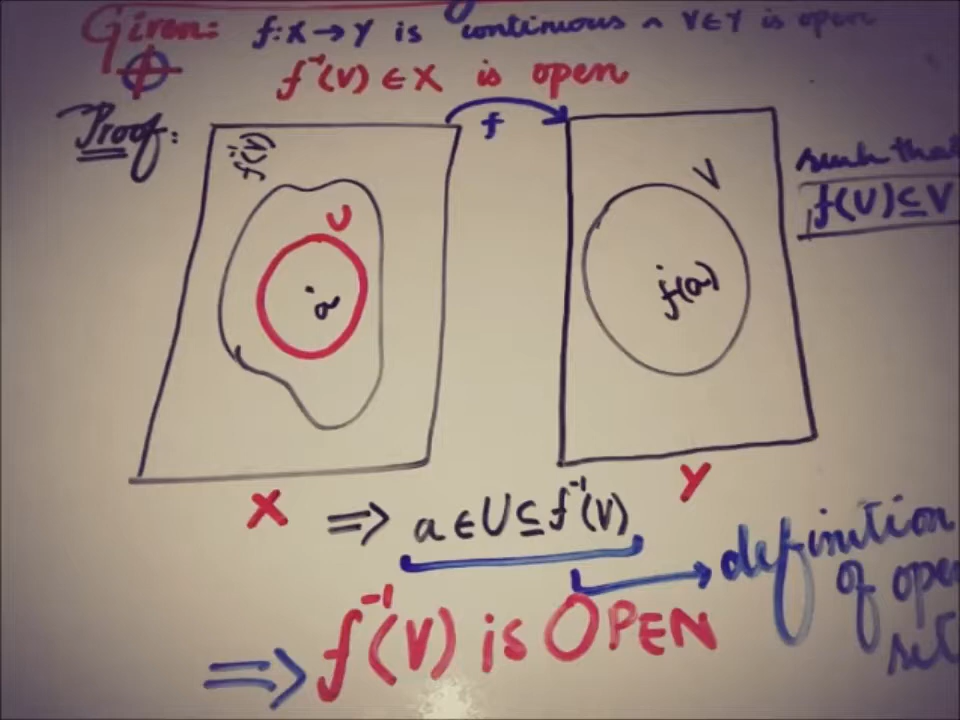 Given: f: X → Y is continuous ∧ V ∈ Y is open
f⁻¹(V) ∈ X is open
Proof:
f
f⁻¹(V)
V
such that
f(U) ⊆ V
U
a
f(a)
X
Y
⇒ a ∈ U ⊆ f⁻¹(V)
definition
of open
set
⇒ f⁻¹(V) is OPEN